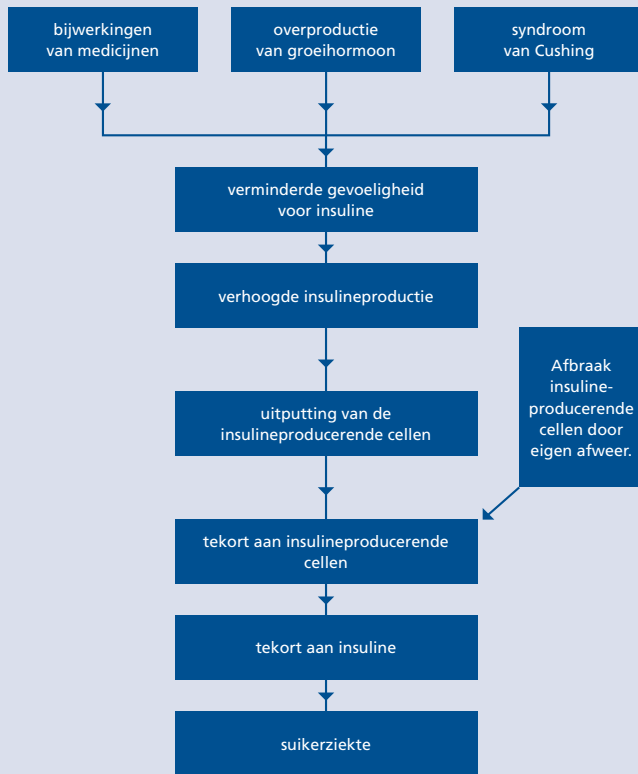 bijwerkingen
van medicijnen
overproductie
van groeihormoon
syndroom
van Cushing
verminderde gevoeligheid
voor insuline
verhoogde insulineproductie
Afbraak
insuline-
producerende
cellen door
eigen afweer.
uitputting van de
insulineproducerende cellen
tekort aan insulineproducerende
cellen
tekort aan insuline
suikerziekte